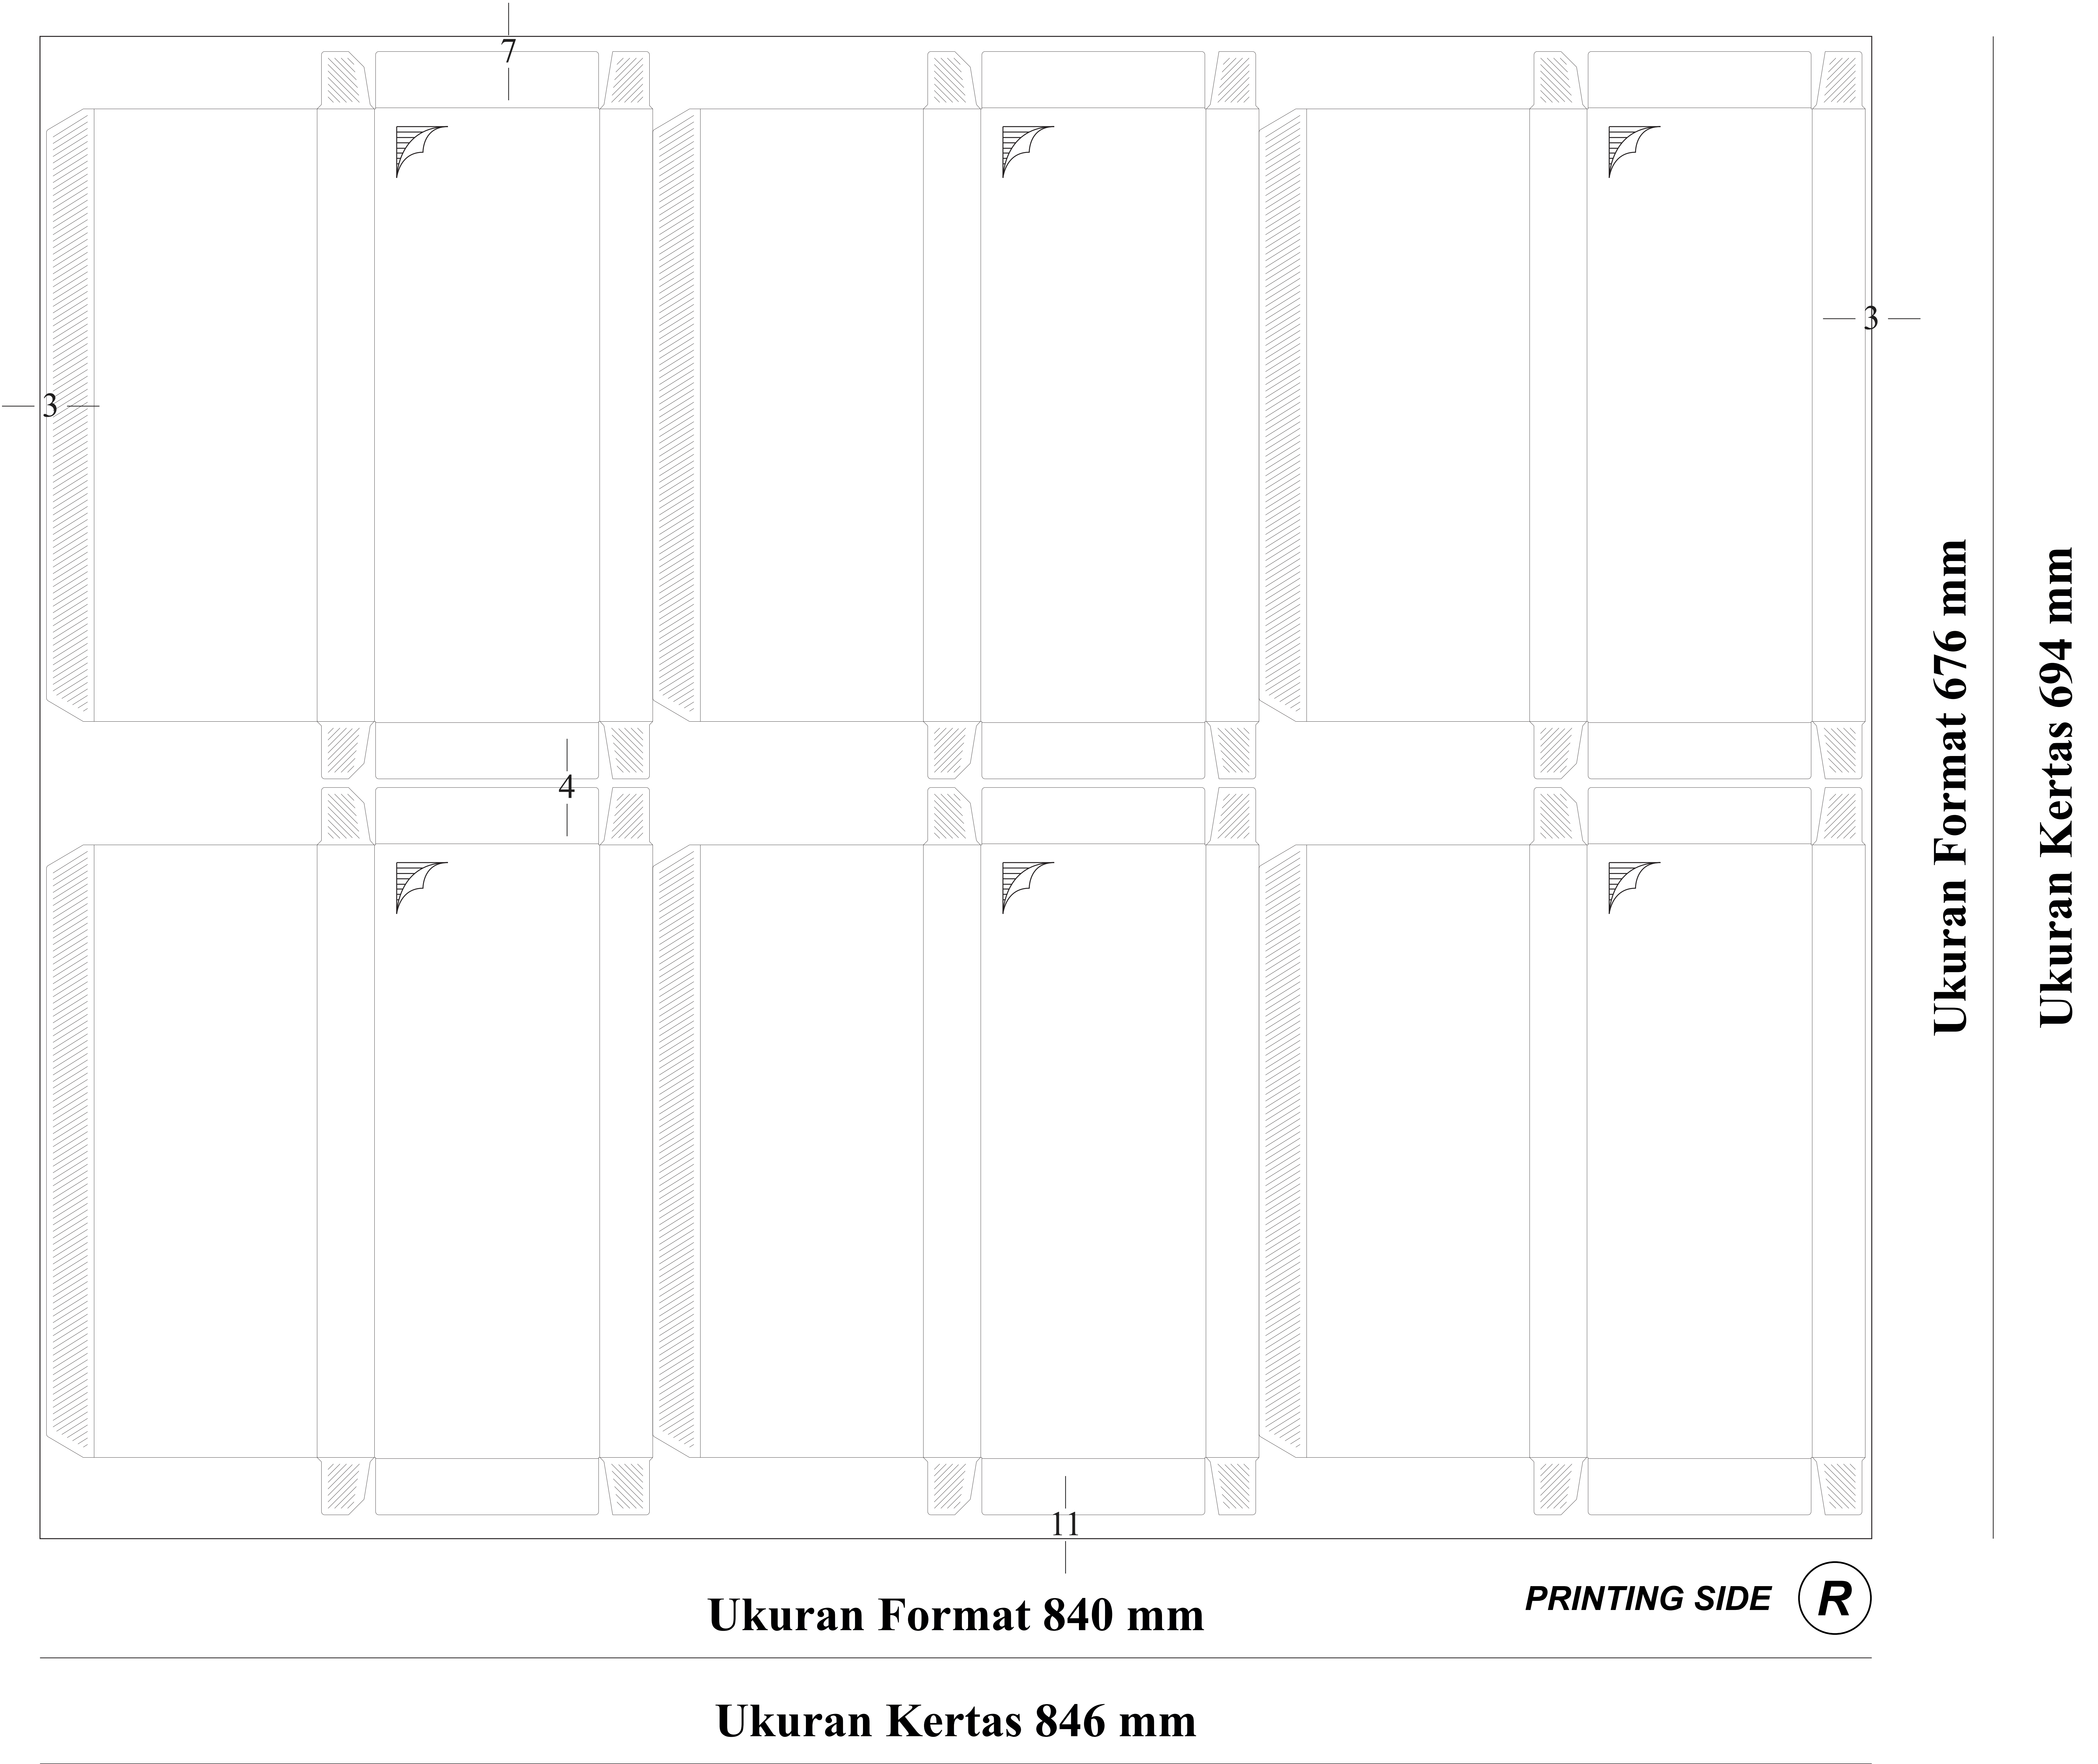 7
3
3
4
11
Ukuran Format 676 mm
Ukuran Kertas 694 mm
PRINTING SIDE R
Ukuran Format 840 mm
Ukuran Kertas 846 mm